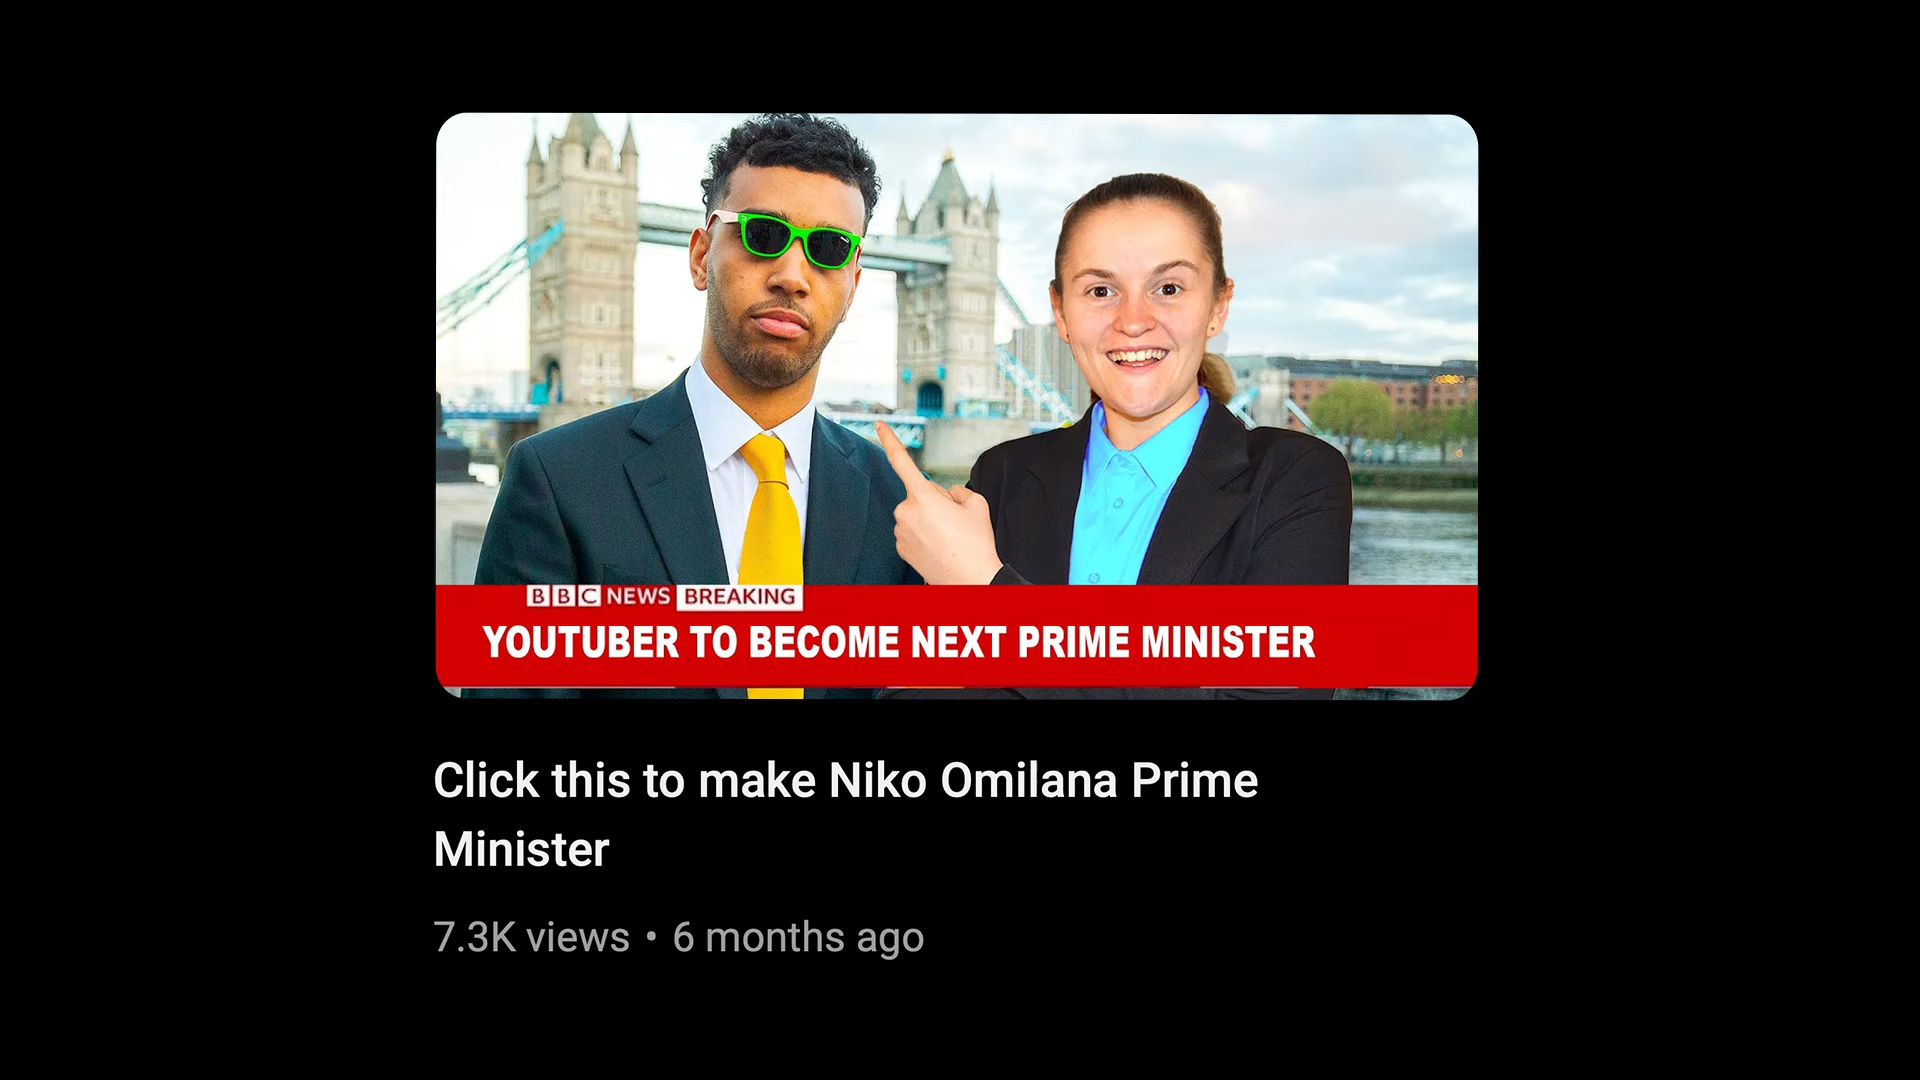 BBC NEWS BREAKING
YOUTUBER TO BECOME NEXT PRIME MINISTER
Click this to make Niko Omilana Prime
Minister
7.3K views • 6 months ago